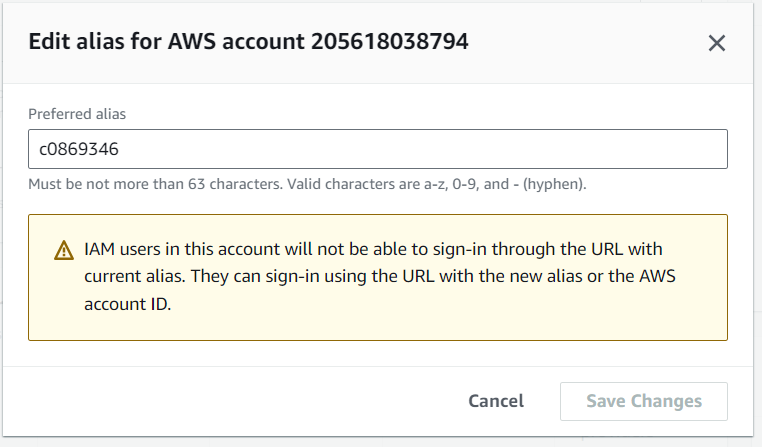 Edit alias for AWS account 205618038794
Preferred alias
c0869346
Must be not more than 63 characters. Valid characters are a-z, 0-9, and - (hyphen).
IAM users in this account will not be able to sign-in through the URL with
current alias. They can sign-in using the URL with the new alias or the AWS
account ID.
Cancel Save Changes